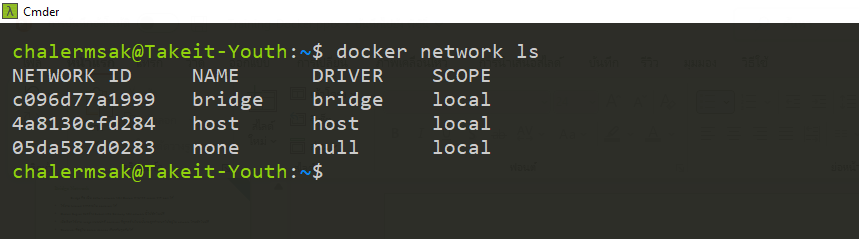 λ Cmder
chalermsak@Takeit-Youth:~$ docker network ls
NETWORK ID     NAME      DRIVER    SCOPE
c096d77a1999   bridge    bridge    local
4a8130cfd284   host      host      local
05da587d0283   none      null      local
chalermsak@Takeit-Youth:~$